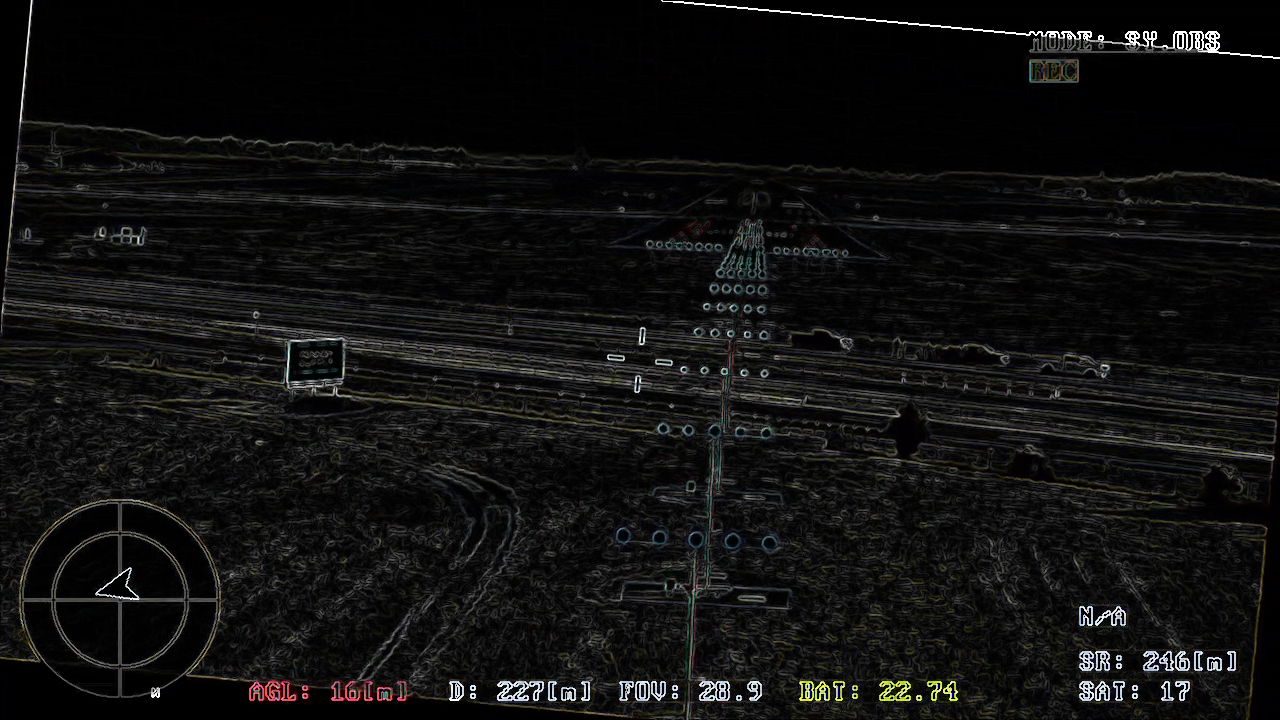 MODE: SY.OBS
REC
N/A
SR: 246[m]
N
AGL: 16[m] D: 227[m] FOV: 28.9 BAT: 22.74 SAT: 17